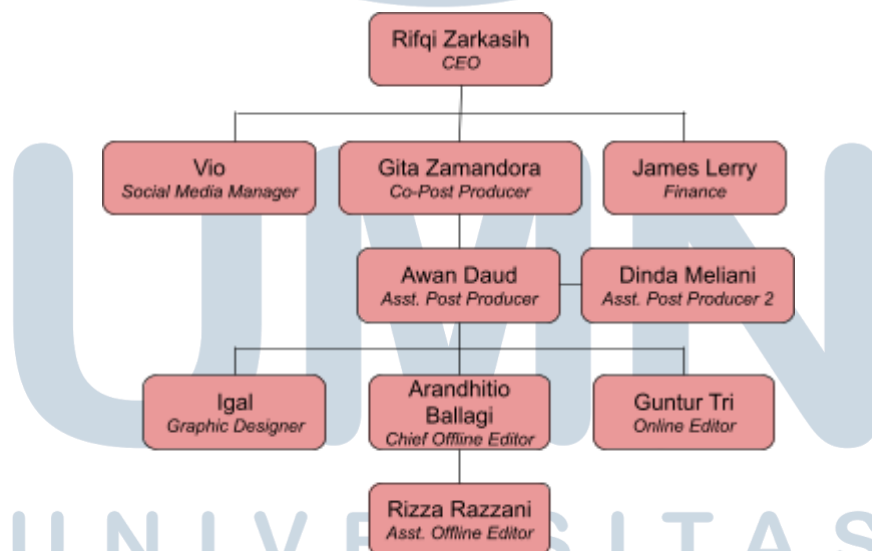 Rifqi Zarkasih
CEO
Vio
Social Media Manager
Gita Zamandora
Co-Post Producer
James Lerry
Finance
Awan Daud
Asst. Post Producer
Dinda Meliani
Asst. Post Producer 2
Igal
Graphic Designer
Arandhitio
Ballagi
Chief Offline Editor
Guntur Tri
Online Editor
Rizza Razzani
Asst. Offline Editor
UMN
UNIVERSITAS